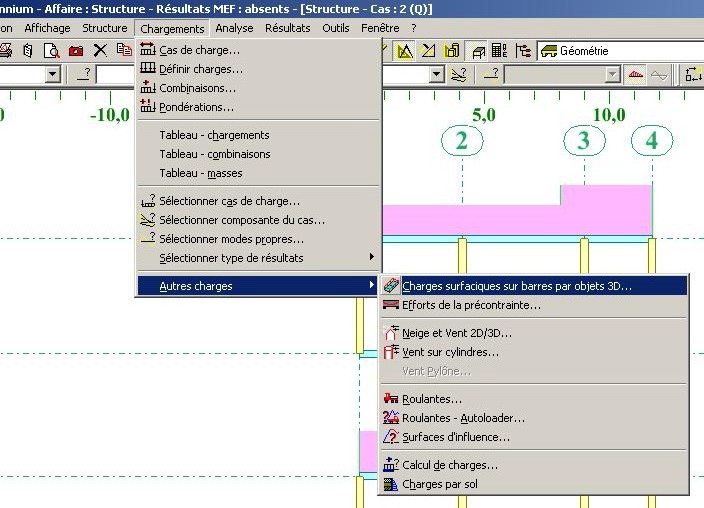 nnium - Affaire : Structure - Résultats MEF : absents - [Structure - Cas : 2 (Q)]
on Affichage Structure Chargements Analyse Résultats Outils Fenêtre ?
Géométrie
-10,0 5,0 10,0
2 3 4
Cas de charge...
Définir charges...
Combinaisons...
Pondérations...
Tableau - chargements
Tableau - combinaisons
Tableau - masses
Sélectionner cas de charge...
Sélectionner composante du cas...
Sélectionner modes propres...
Sélectionner type de résultats
Autres charges
Charges surfaciques sur barres par objets 3D...
Efforts de la précontrainte...
Neige et Vent 2D/3D...
Vent sur cylindres...
Vent Pylône...
Roulantes...
Roulantes - Autoloader...
Surfaces d'influence...
Calcul de charges...
Charges par sol